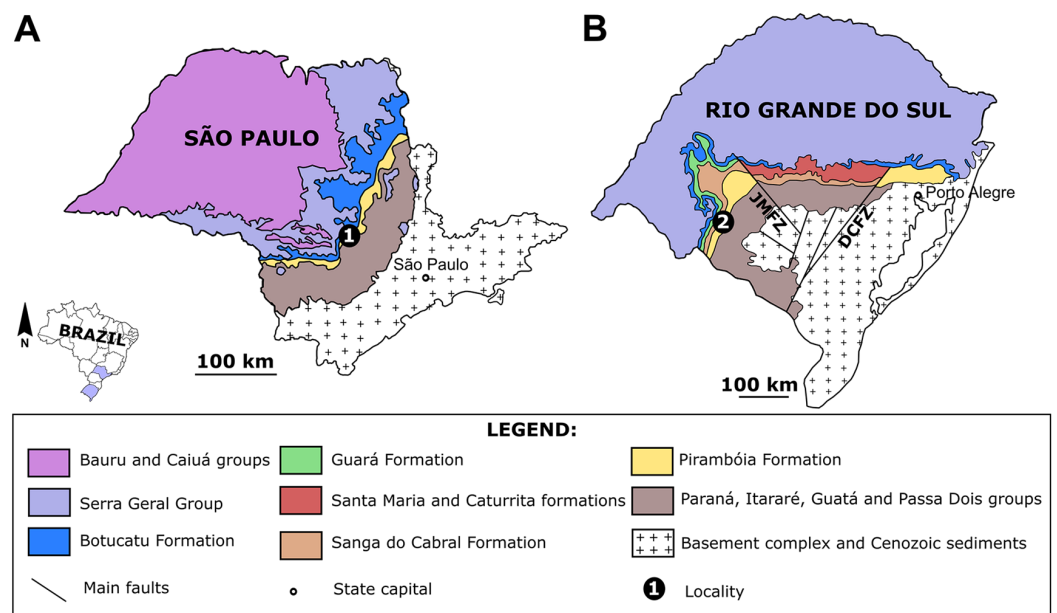 A
B
SÃO PAULO
RIO GRANDE DO SUL
Porto Alegre
JMFZ
DCFZ
1
2
São Paulo
BRAZIL
N
100 km
100 km
LEGEND:
Bauru and Caiuá groups
Guará Formation
Pirambóia Formation
Serra Geral Group
Santa Maria and Caturrita formations
Paraná, Itararé, Guatá and Passa Dois groups
Botucatu Formation
Sanga do Cabral Formation
Basement complex and Cenozoic sediments
Main faults
State capital
1 Locality